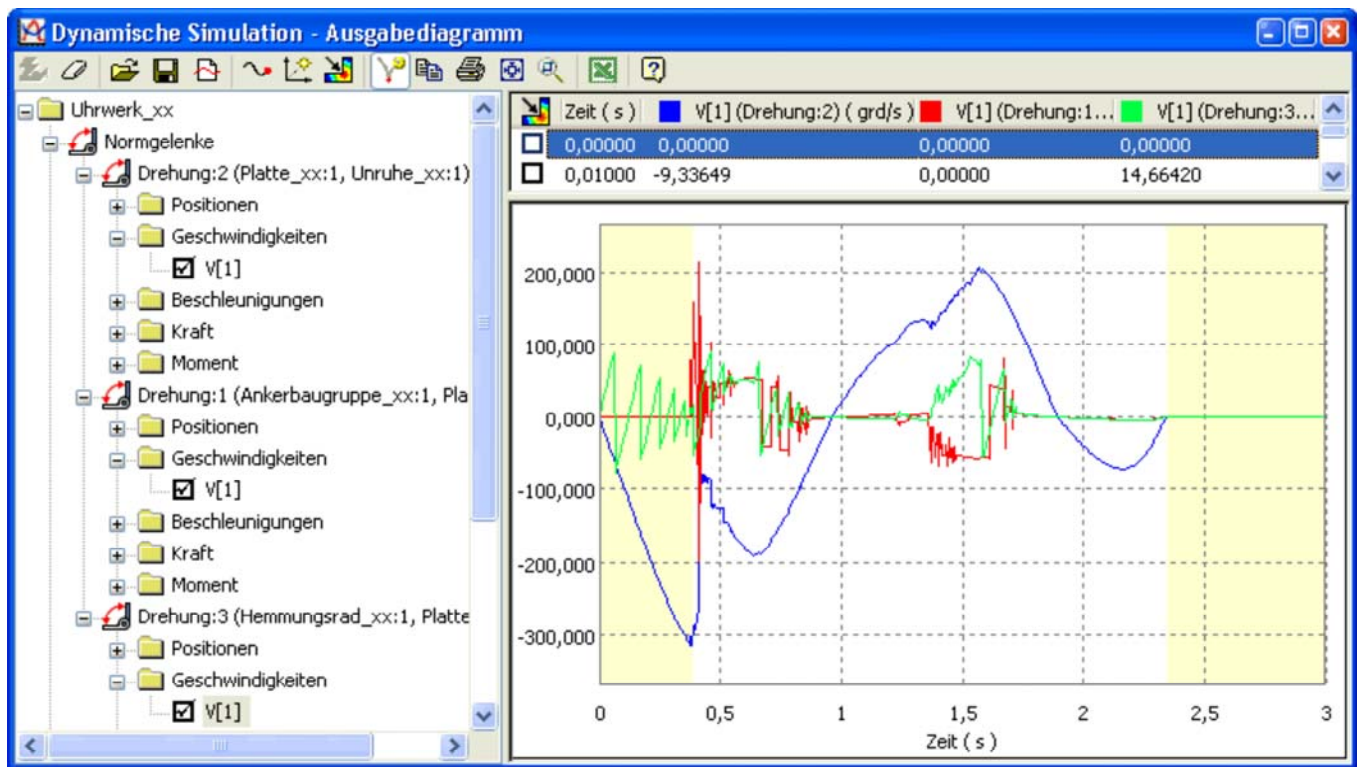 Dynamische Simulation - Ausgabediagramm
Uhrwerk_xx
Normgelenke
Drehung:2 (Platte_xx:1, Unruhe_xx:1)
Positionen
Geschwindigkeiten
V[1]
Beschleunigungen
Kraft
Moment
Drehung:1 (Ankerbaugruppe_xx:1, Pla
Positionen
Geschwindigkeiten
V[1]
Beschleunigungen
Kraft
Moment
Drehung:3 (Hemmungsrad_xx:1, Platte
Positionen
Geschwindigkeiten
V[1]
Zeit ( s ) V[1] (Drehung:2) ( grd/s ) V[1] (Drehung:1... V[1] (Drehung:3...
0,00000 0,00000 0,00000 0,00000
0,01000 -9,33649 0,00000 14,66420
200,000
100,000
0,000
-100,000
-200,000
-300,000
0 0,5 1 1,5 2 2,5 3
Zeit ( s )